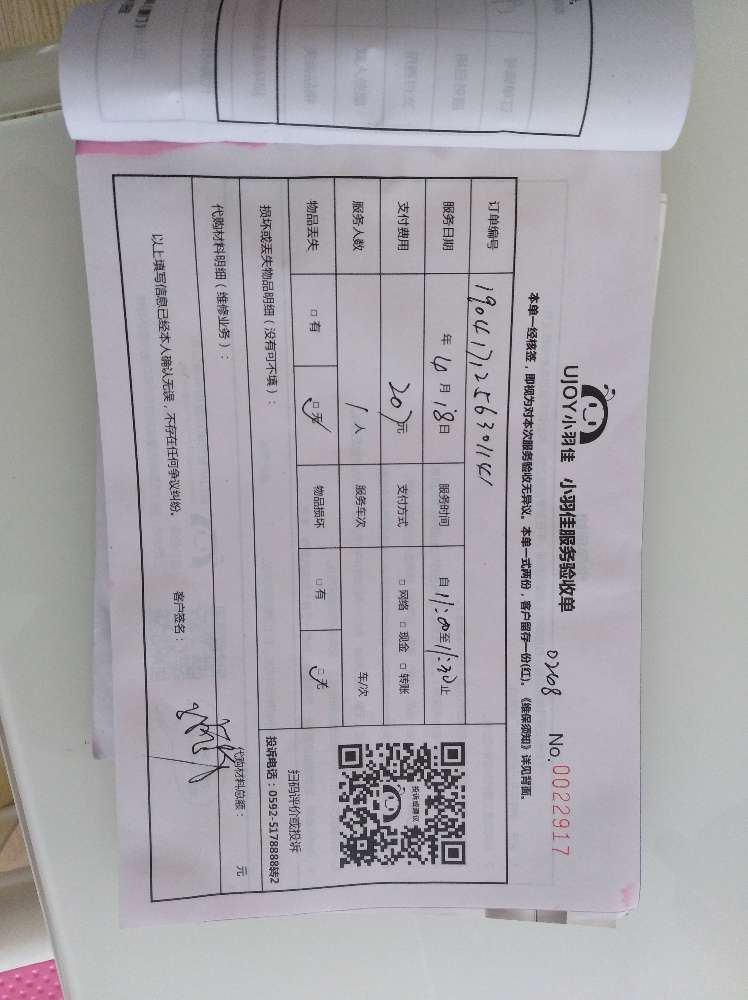 UJOY小羽佳 小羽佳服务验收单
0268 No.0022917
本单一经核签，即视为对本次服务验收无异议。本单一式两份，客户留存一份(红)。《维保须知》详见背面。
订单编号 1904171256301141
服务日期 年 4 月 18 日 服务时间 自 11:00 至 11:30 止
支付费用 207 元 支付方式 □网络 □现金 □转账
服务人数 1 人 服务车次 车/次
物品丢失 □有 □无 物品损坏 □有 □无
投诉或建议
扫码评价或投诉
投诉电话：0592-5178888转2
损坏或丢失物品明细（没有可不填）：
代购材料明细（维修业务）： 代购材料总额： 元
以上填写信息已经本人确认无误，不存在任何争议纠纷。 客户签名：